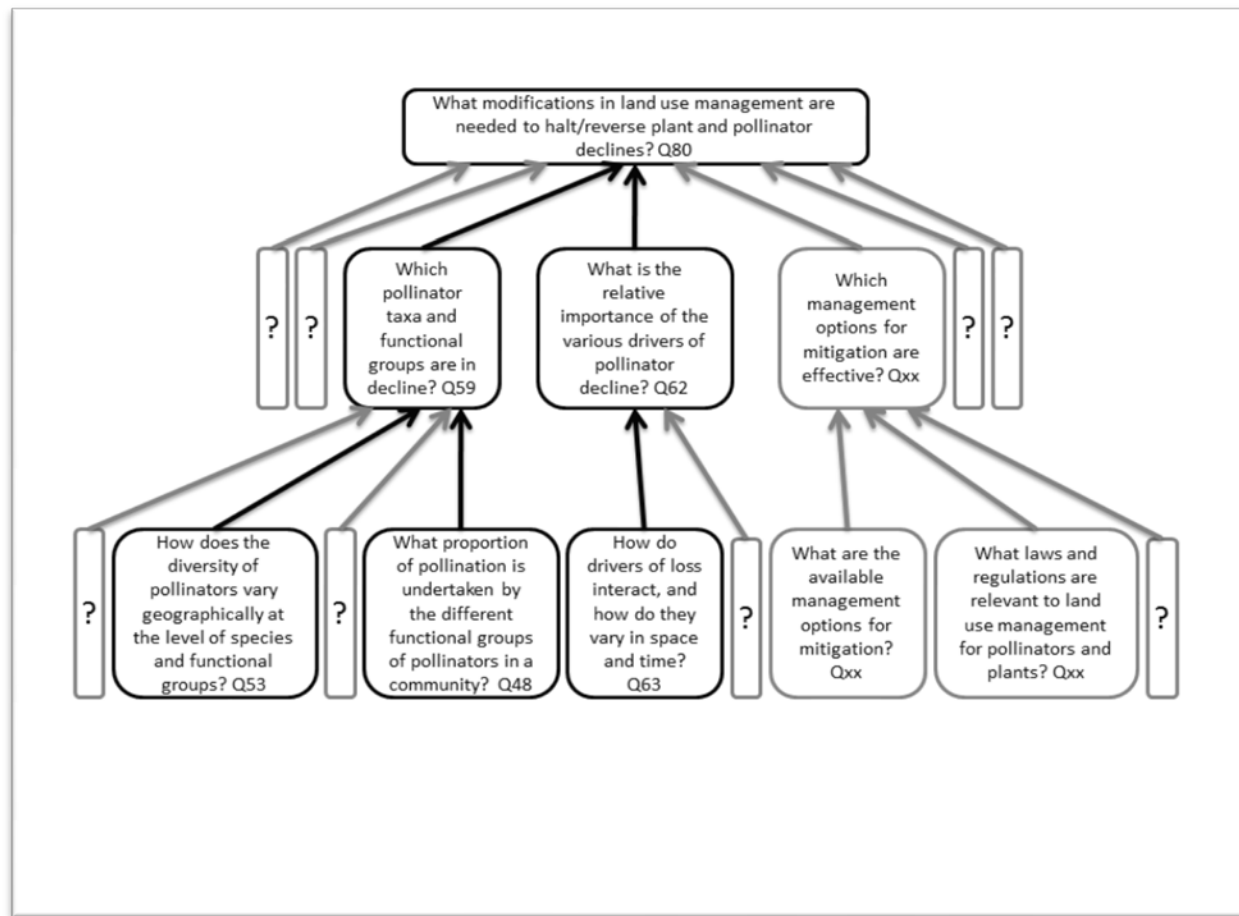 What modifications in land use management are
needed to halt/reverse plant and pollinator
declines? Q80
?
?
Which
pollinator
taxa and
functional
groups are in
decline? Q59
What is the
relative
importance of the
various drivers of
pollinator
decline? Q62
Which
management
options for
mitigation are
effective? Qxx
?
?
?
How does the
diversity of
pollinators vary
geographically at
the level of species
and functional
groups? Q53
?
What proportion
of pollination is
undertaken by
the different
functional groups
of pollinators in a
community? Q48
How do
drivers of loss
interact, and
how do they
vary in space
and time?
Q63
?
What are the
available
management
options for
mitigation?
Qxx
What laws and
regulations are
relevant to land
use management
for pollinators and
plants? Qxx
?